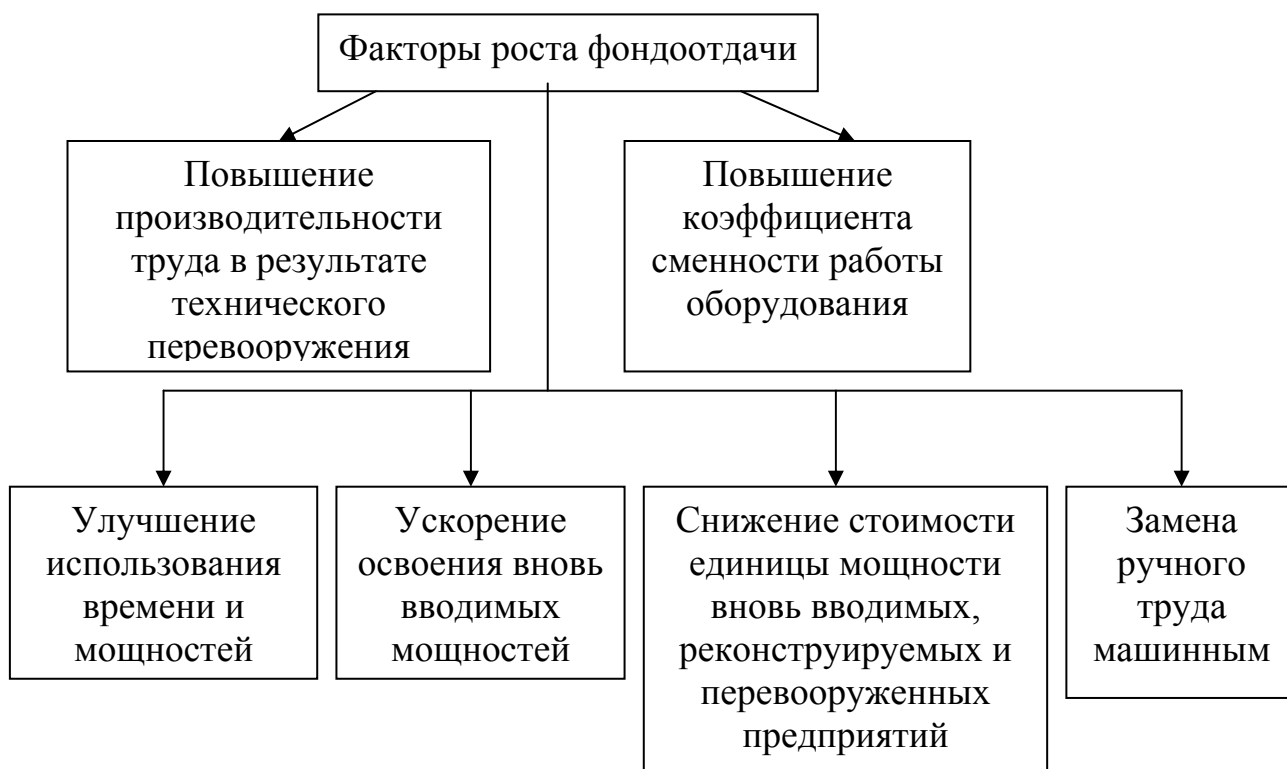 Факторы роста фондоотдачи
Повышение
производительности
труда в результате
технического
перевооружения
Повышение
коэффициента
сменности работы
оборудования
Улучшение
использования
времени и
мощностей
Ускорение
освоения вновь
вводимых
мощностей
Снижение стоимости
единицы мощности
вновь вводимых,
реконструируемых и
перевооруженных
предприятий
Замена
ручного
труда
машинным